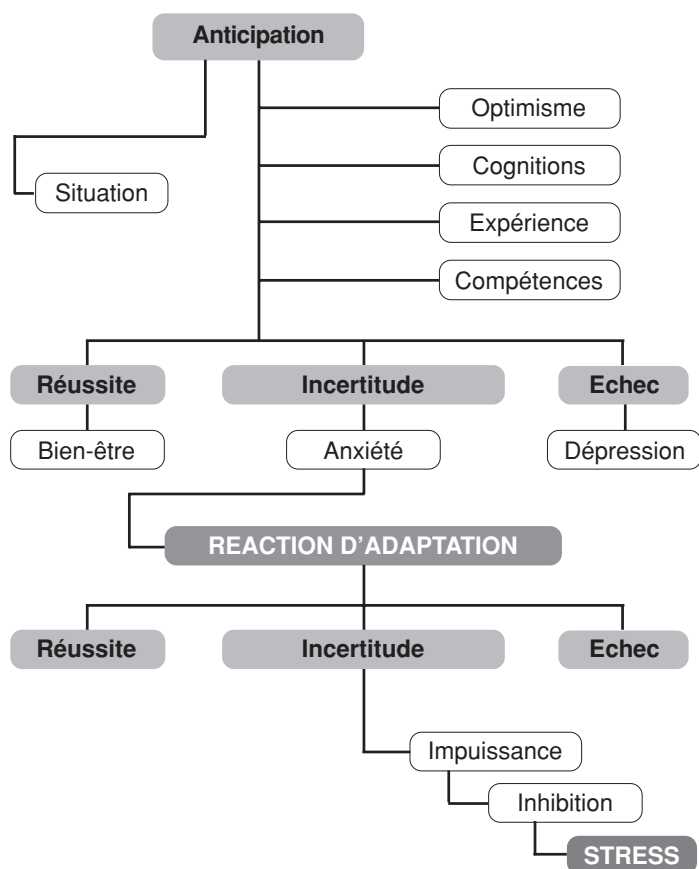 Anticipation
Optimisme
Cognitions
Situation
Expérience
Compétences
Réussite Incertitude Echec
Bien-être Anxiété Dépression
REACTION D'ADAPTATION
Réussite Incertitude Echec
Impuissance
Inhibition
STRESS